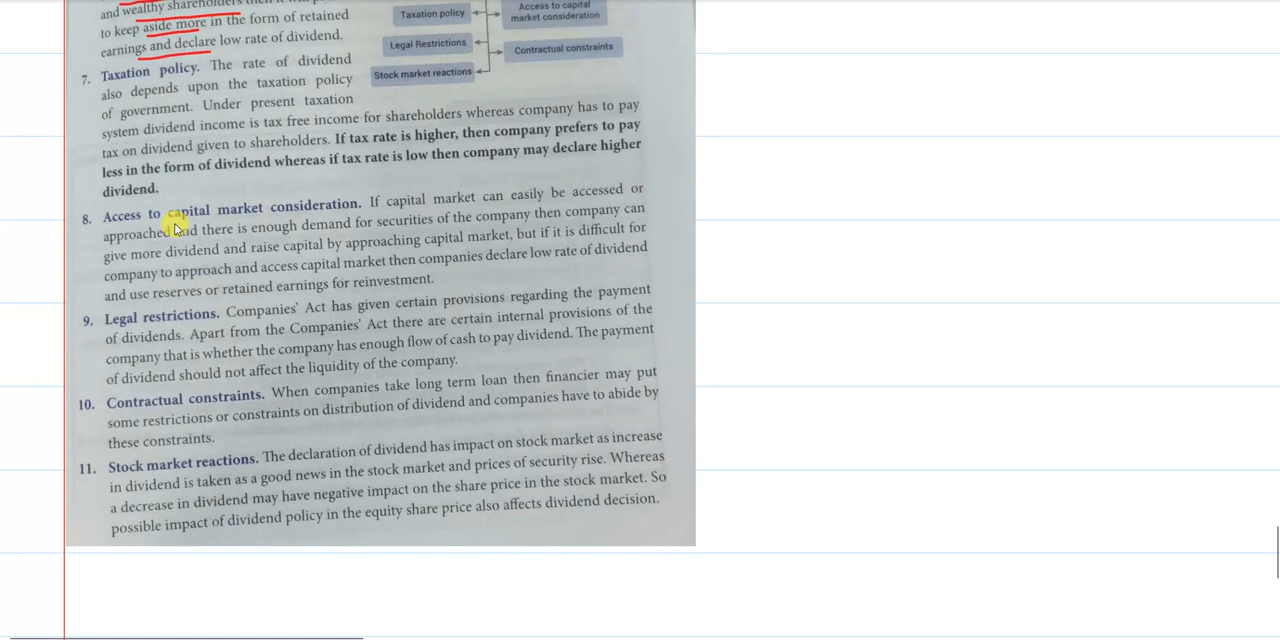 and wealthy shareholders then it
to keep aside more in the form of retained
earnings and declare low rate of dividend.
Taxation policy
Access to capital
market consideration
Legal Restrictions
Contractual constraints
Stock market reactions
7. Taxation policy. The rate of dividend
also depends upon the taxation policy
of government. Under present taxation
system dividend income is tax free income for shareholders whereas company has to pay
tax on dividend given to shareholders. If tax rate is higher, then company prefers to pay
less in the form of dividend whereas if tax rate is low then company may declare higher
dividend.
8. Access to capital market consideration. If capital market can easily be accessed or
approached and there is enough demand for securities of the company then company can
give more dividend and raise capital by approaching capital market, but if it is difficult for
company to approach and access capital market then companies declare low rate of dividend
and use reserves or retained earnings for reinvestment.
9. Legal restrictions. Companies' Act has given certain provisions regarding the payment
of dividends. Apart from the Companies' Act there are certain internal provisions of the
company that is whether the company has enough flow of cash to pay dividend. The payment
of dividend should not affect the liquidity of the company.
10. Contractual constraints. When companies take long term loan then financier may put
some restrictions or constraints on distribution of dividend and companies have to abide by
these constraints.
11. Stock market reactions. The declaration of dividend has impact on stock market as increase
in dividend is taken as a good news in the stock market and prices of security rise. Whereas
a decrease in dividend may have negative impact on the share price in the stock market. So
possible impact of dividend policy in the equity share price also affects dividend decision.